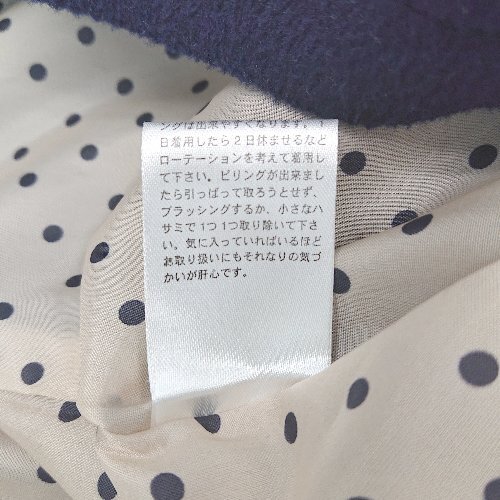 ングは出来やすくなります。1
日着用したら2日休ませるなど
ローテーションを考えて着用し
て下さい。ピリングが出来まし
たら引っぱって取ろうとせず、
ブラッシングするか、小さなハ
サミで1つ1つ取り除いて下さ
い。気に入っていればいるほど
お取り扱いにもそれなりの気づ
かいが肝心です。